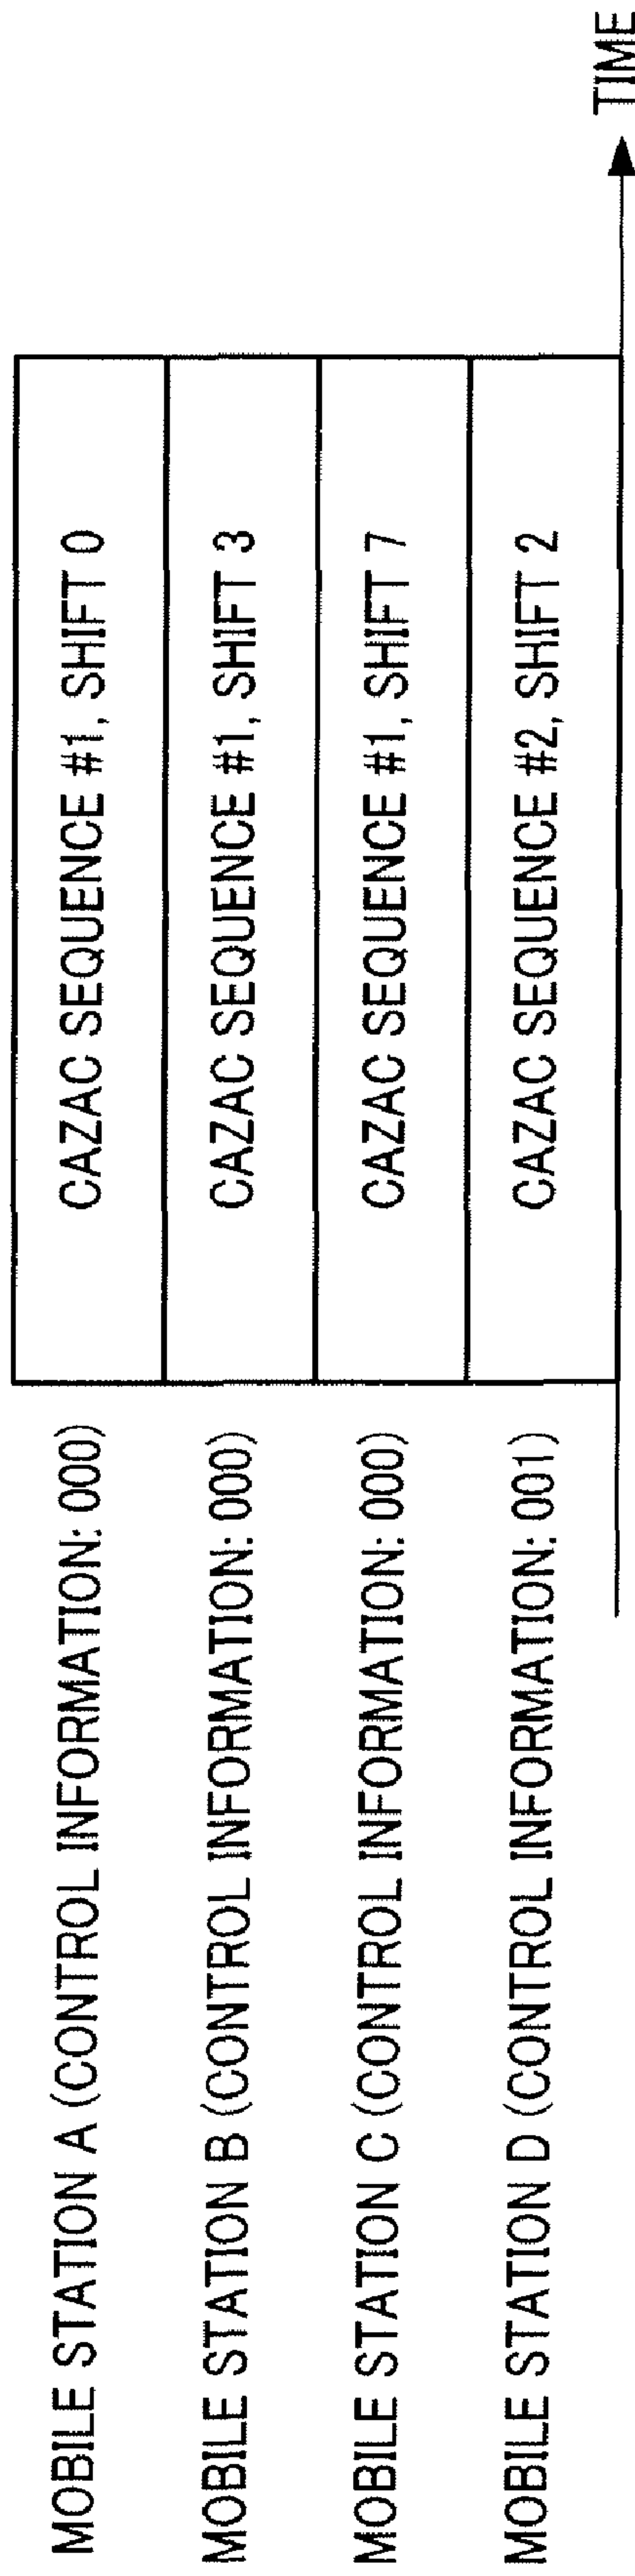 MOBILE STATION A (CONTROL INFORMATION: 000) CAZAC SEQUENCE #1, SHIFT 0
MOBILE STATION B (CONTROL INFORMATION: 000) CAZAC SEQUENCE #1, SHIFT 3
MOBILE STATION C (CONTROL INFORMATION: 000) CAZAC SEQUENCE #1, SHIFT 7
MOBILE STATION D (CONTROL INFORMATION: 001) CAZAC SEQUENCE #2, SHIFT 2
TIME